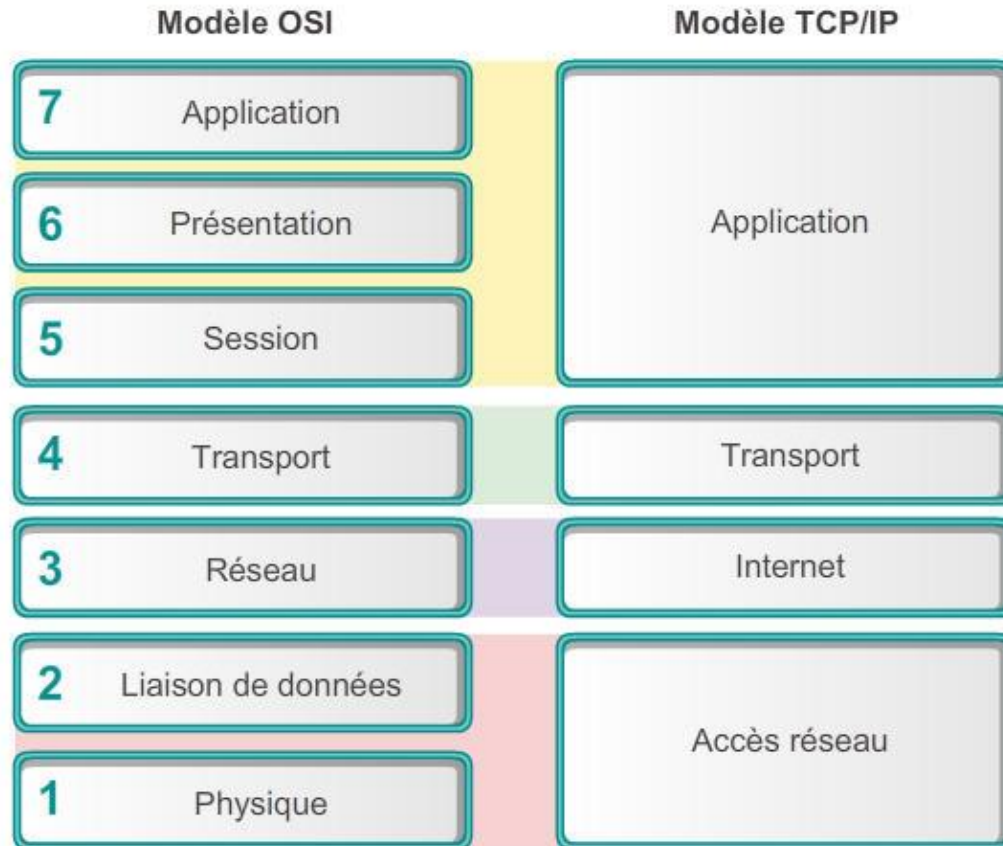 Modèle OSI
Modèle TCP/IP
7 Application
6 Présentation
5 Session
Application
4 Transport
Transport
3 Réseau
Internet
2 Liaison de données
1 Physique
Accès réseau